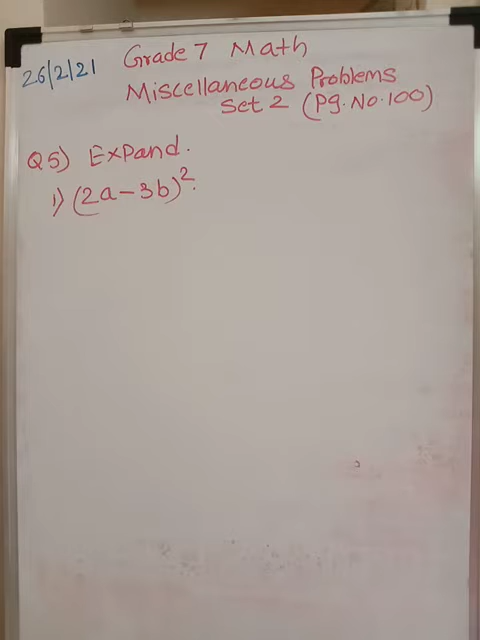 26/2/21 Grade 7 Math
Miscellaneous Problems
Set 2 (Pg. No. 100)
Q5) Expand.
1) (2a - 3b)².